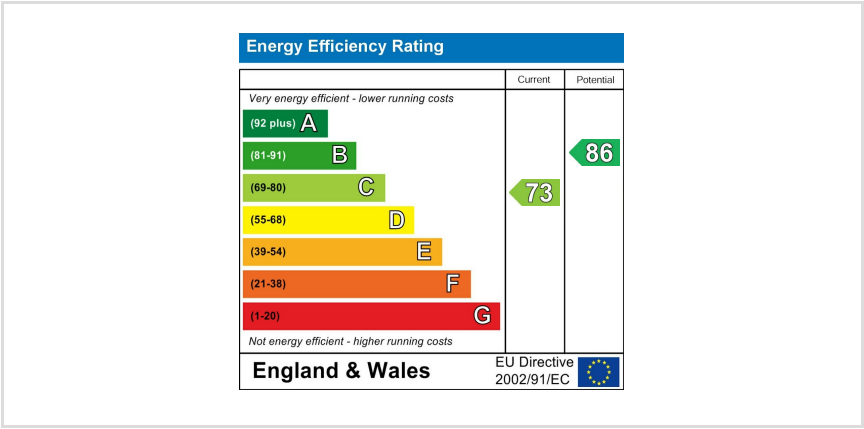 Energy Efficiency Rating
Current Potential
Very energy efficient - lower running costs
(92 plus) A
(81-91) B
86
(69-80) C
73
(55-68) D
(39-54) E
(21-38) F
(1-20) G
Not energy efficient - higher running costs
England & Wales
EU Directive
2002/91/EC